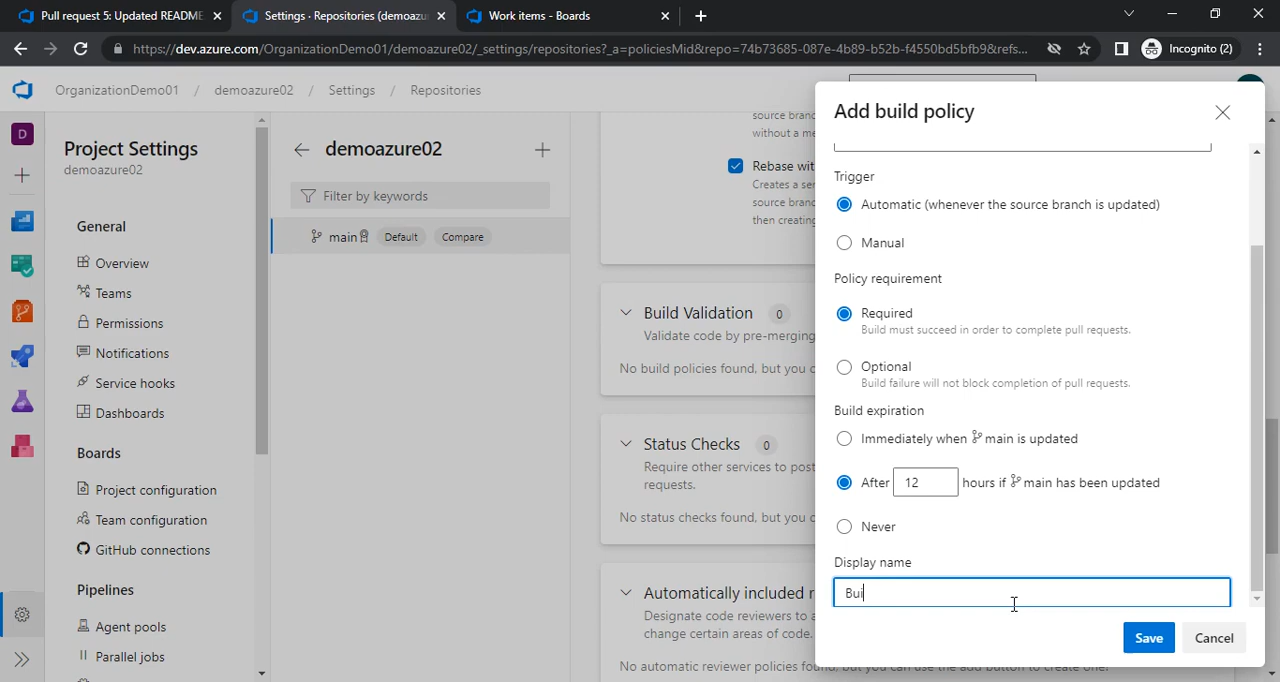 Pull request 5: Updated README
Settings · Repositories (demoazu
Work items - Boards
https://dev.azure.com/OrganizationDemo01/demoazure02/_settings/repositories?_a=policiesMid&repo=74b73685-087e-4b89-b52b-f4550bd5bfb9&refs...
Incognito (2)
OrganizationDemo01 / demoazure02 / Settings / Repositories
D
Project Settings
demoazure02
General
Overview
Teams
Permissions
Notifications
Service hooks
Dashboards
Boards
Project configuration
Team configuration
GitHub connections
Pipelines
Agent pools
Parallel jobs
demoazure02
Filter by keywords
main Default Compare
source branc
without a me
Rebase wit
Creates a se
source branc
then creating
Build Validation 0
Validate code by pre-merging
No build policies found, but you c
Status Checks 0
Require other services to post
requests.
No status checks found, but you c
Automatically included r
Designate code reviewers to a
change certain areas of code.
No automatic reviewer policies found, but you can use the add button to create one.
Add build policy
Trigger
Automatic (whenever the source branch is updated)
Manual
Policy requirement
Required
Build must succeed in order to complete pull requests.
Optional
Build failure will not block completion of pull requests.
Build expiration
Immediately when main is updated
After 12 hours if main has been updated
Never
Display name
Bui
Save Cancel